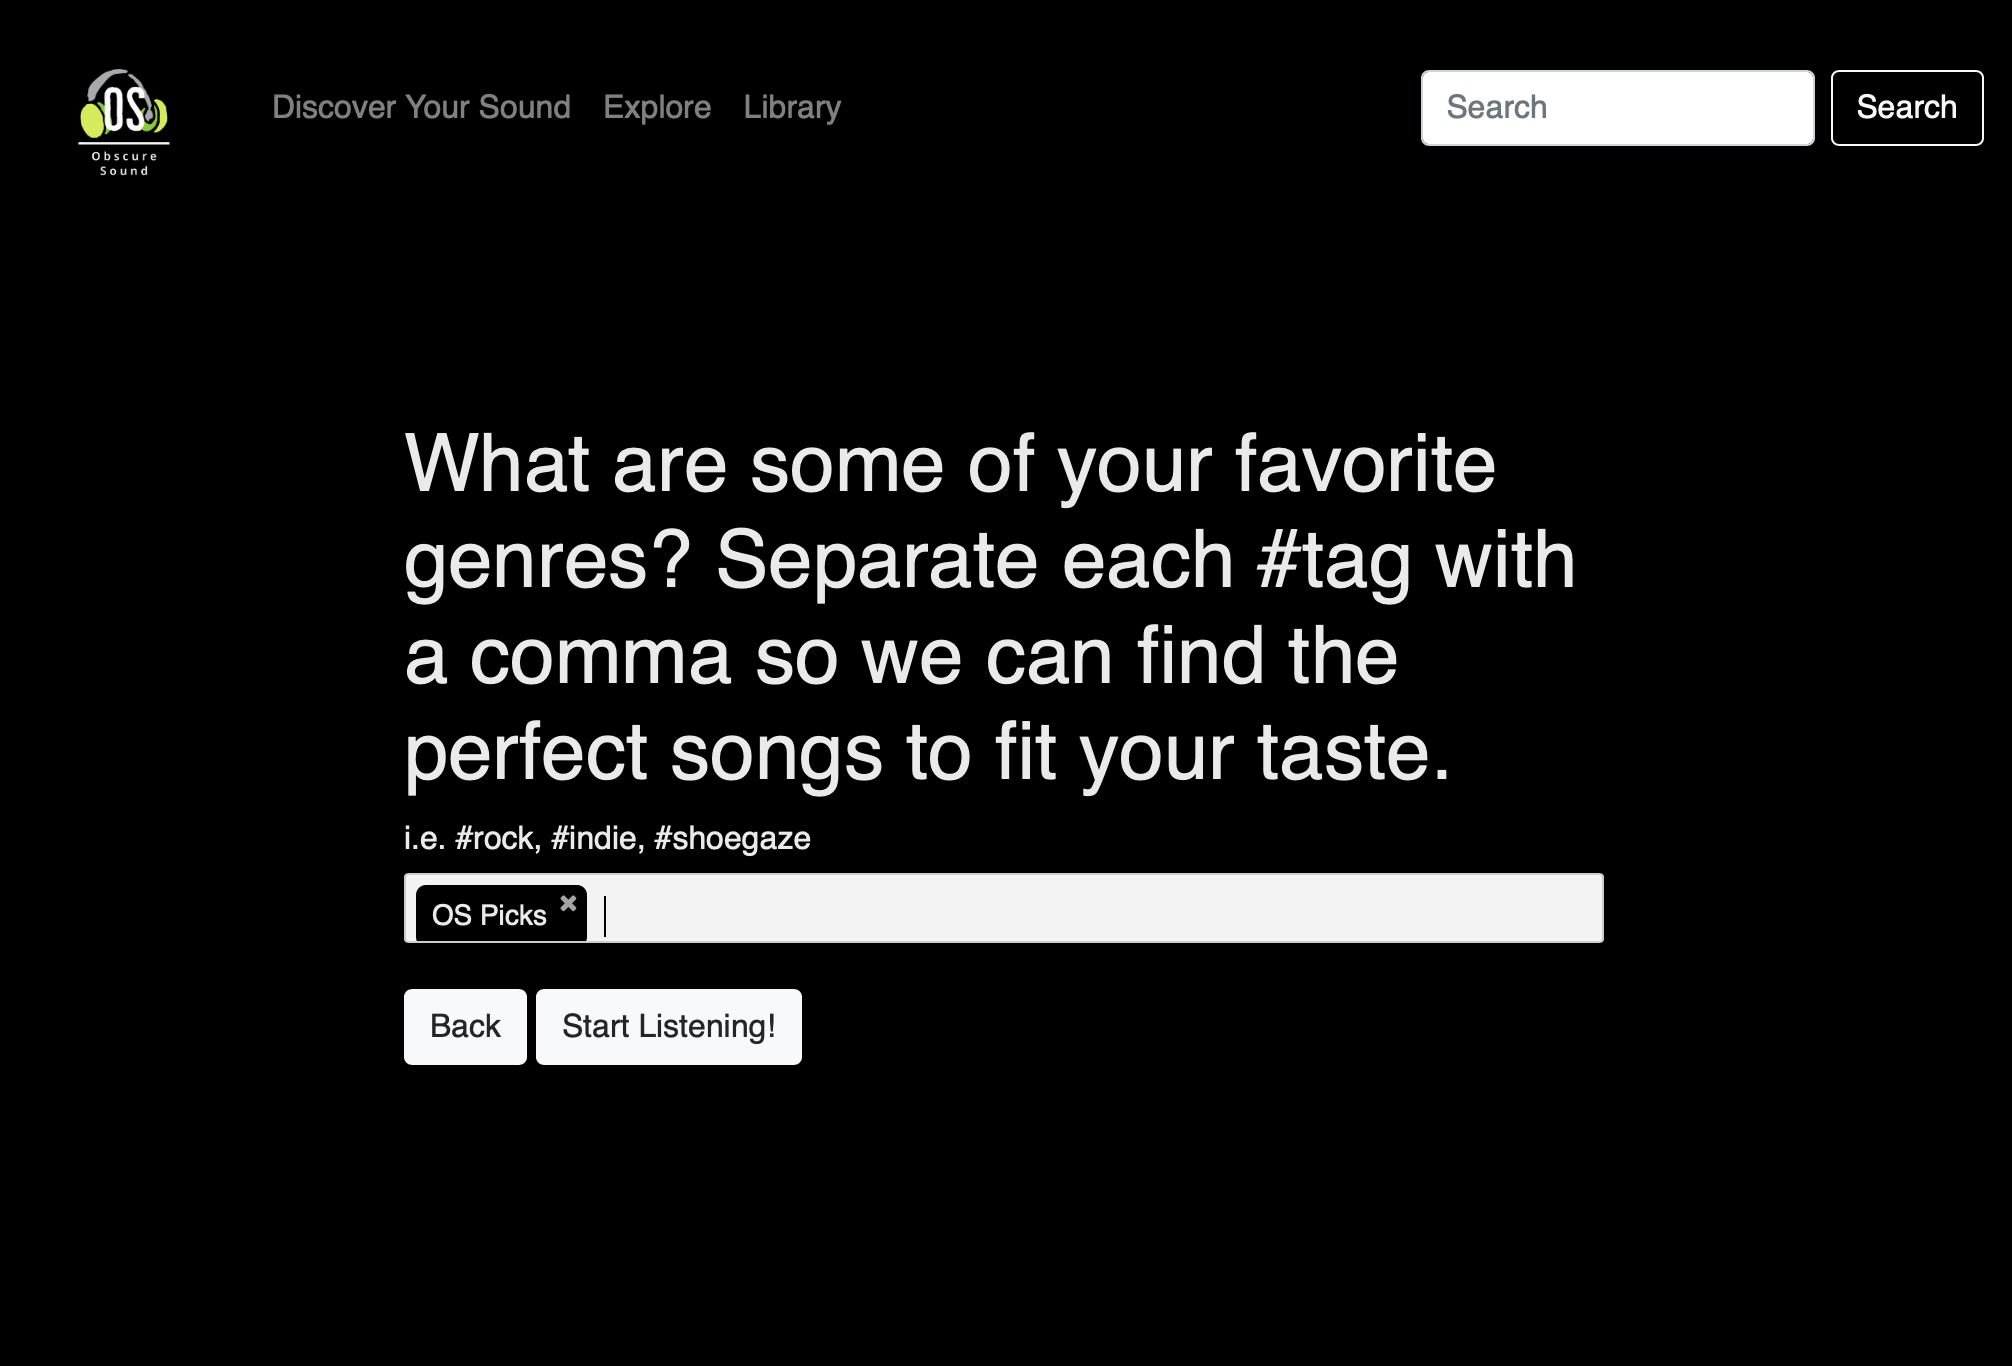 OS
Obscure
Sound
Discover Your Sound
Explore
Library
Search
Search
What are some of your favorite
genres? Separate each #tag with
a comma so we can find the
perfect songs to fit your taste.
i.e. #rock, #indie, #shoegaze
OS Picks
Back
Start Listening!